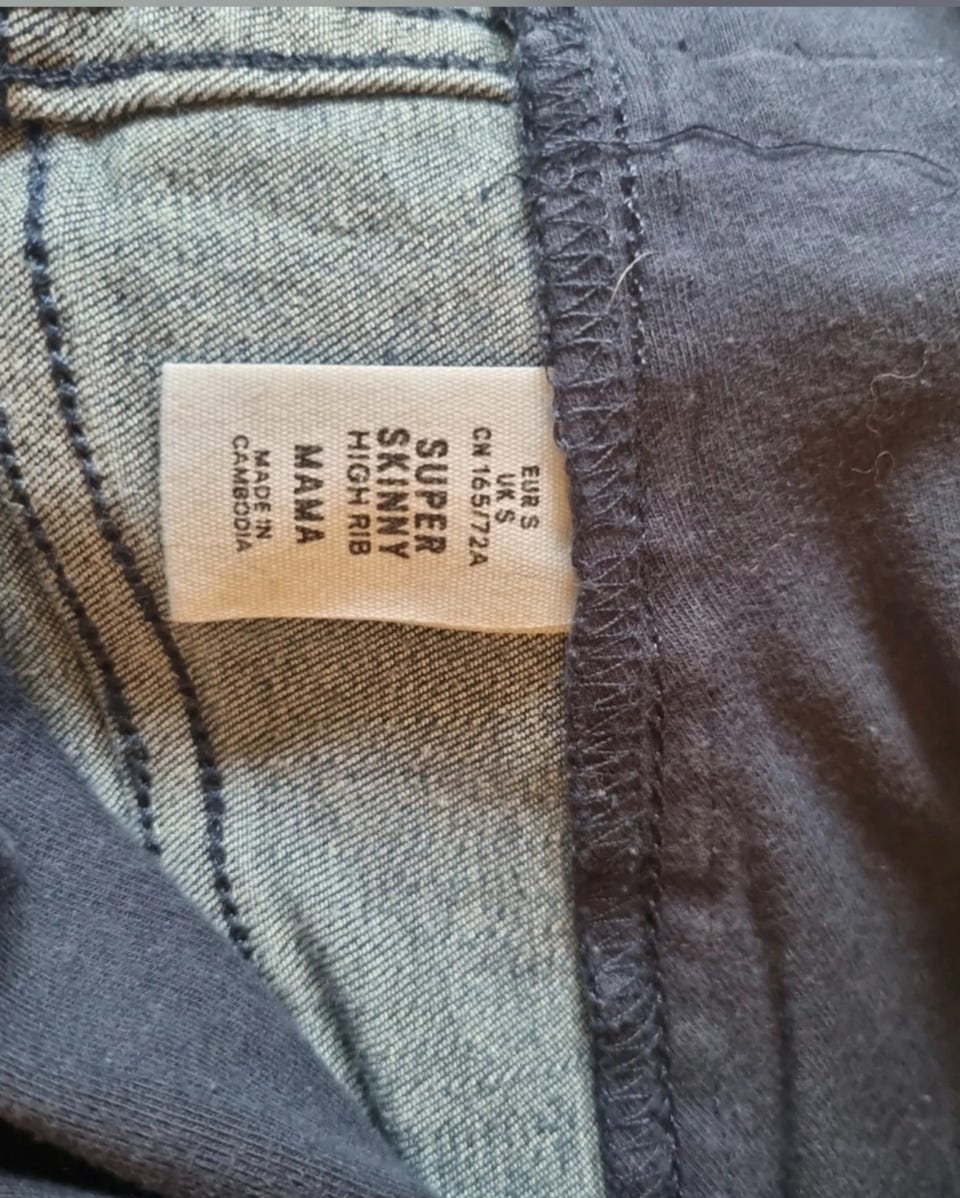 EUR S
UK S
CN 165/72A
SUPER
SKINNY
HIGH RIB
MAMA
MADE IN
CAMBODIA